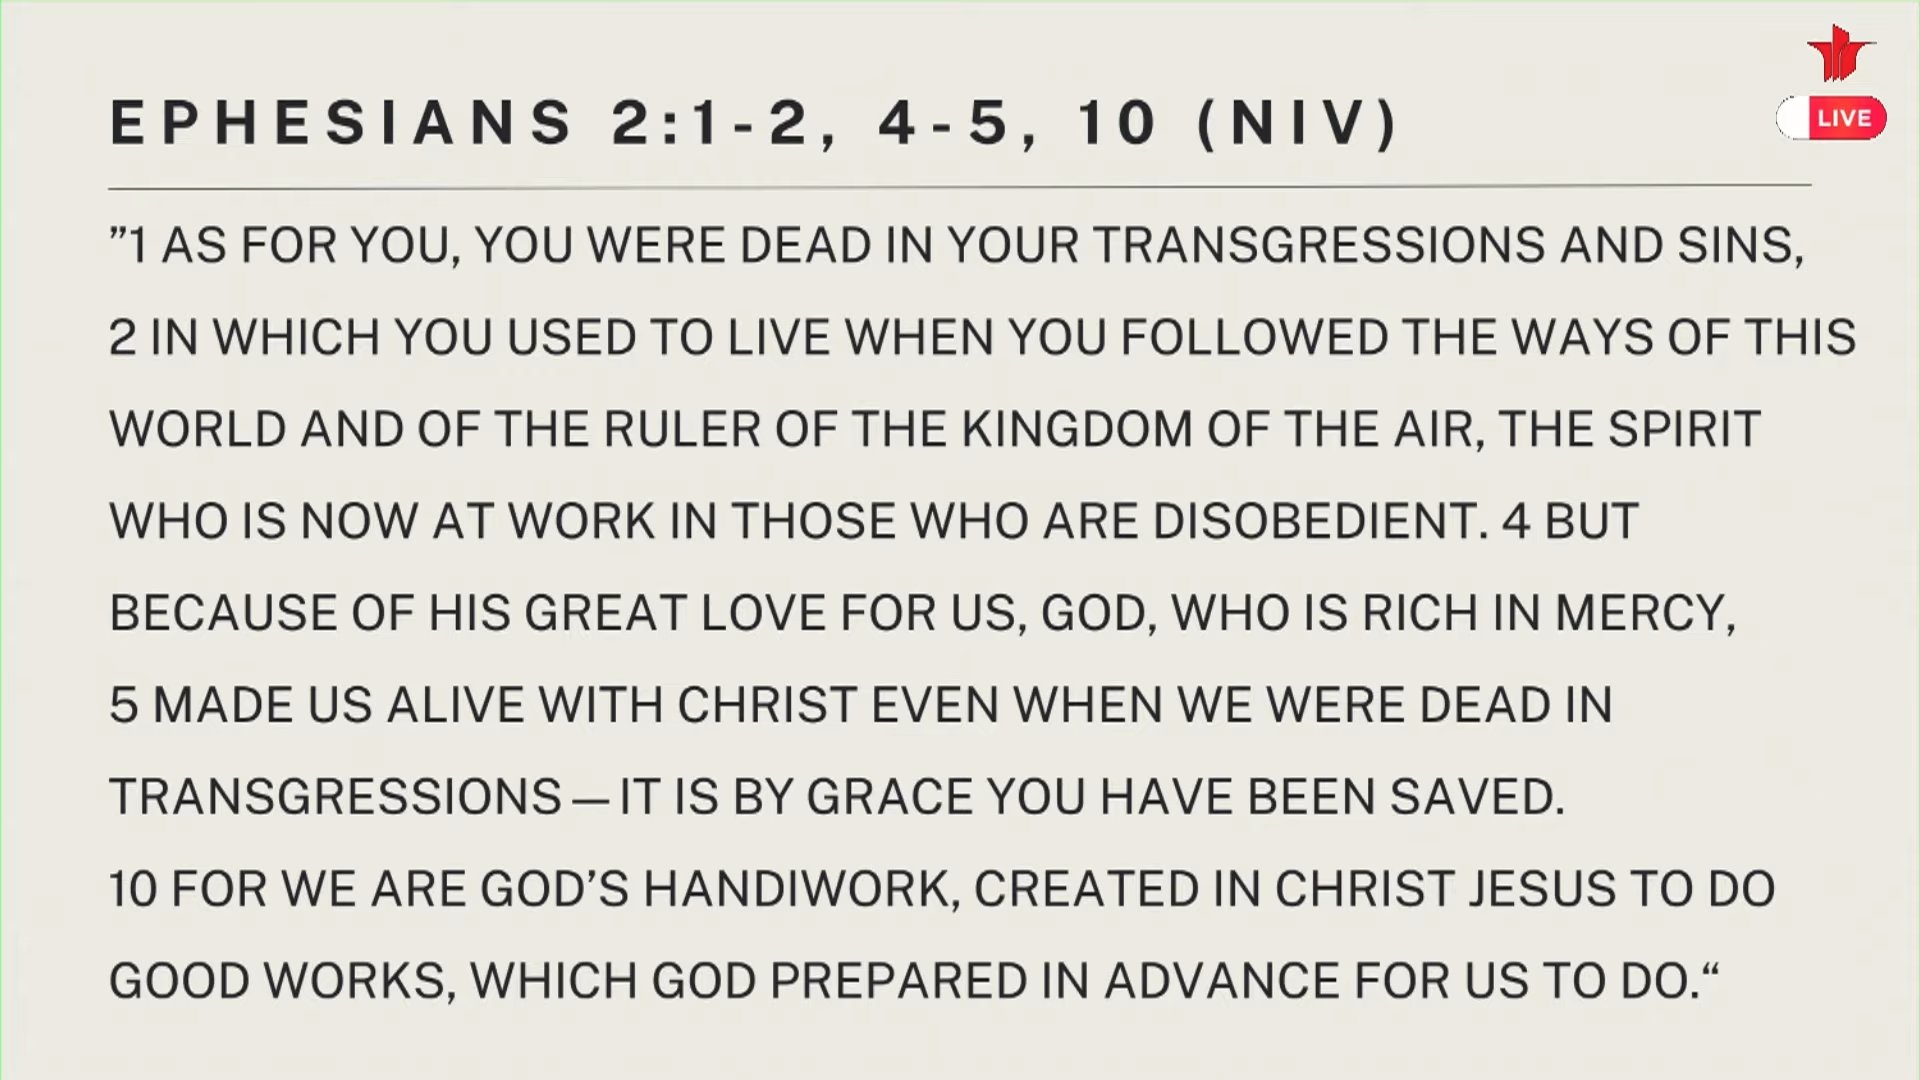 EPHESIANS 2:1-2, 4-5, 10 (NIV)
LIVE
”1 AS FOR YOU, YOU WERE DEAD IN YOUR TRANSGRESSIONS AND SINS,
2 IN WHICH YOU USED TO LIVE WHEN YOU FOLLOWED THE WAYS OF THIS
WORLD AND OF THE RULER OF THE KINGDOM OF THE AIR, THE SPIRIT
WHO IS NOW AT WORK IN THOSE WHO ARE DISOBEDIENT. 4 BUT
BECAUSE OF HIS GREAT LOVE FOR US, GOD, WHO IS RICH IN MERCY,
5 MADE US ALIVE WITH CHRIST EVEN WHEN WE WERE DEAD IN
TRANSGRESSIONS — IT IS BY GRACE YOU HAVE BEEN SAVED.
10 FOR WE ARE GOD’S HANDIWORK, CREATED IN CHRIST JESUS TO DO
GOOD WORKS, WHICH GOD PREPARED IN ADVANCE FOR US TO DO.“